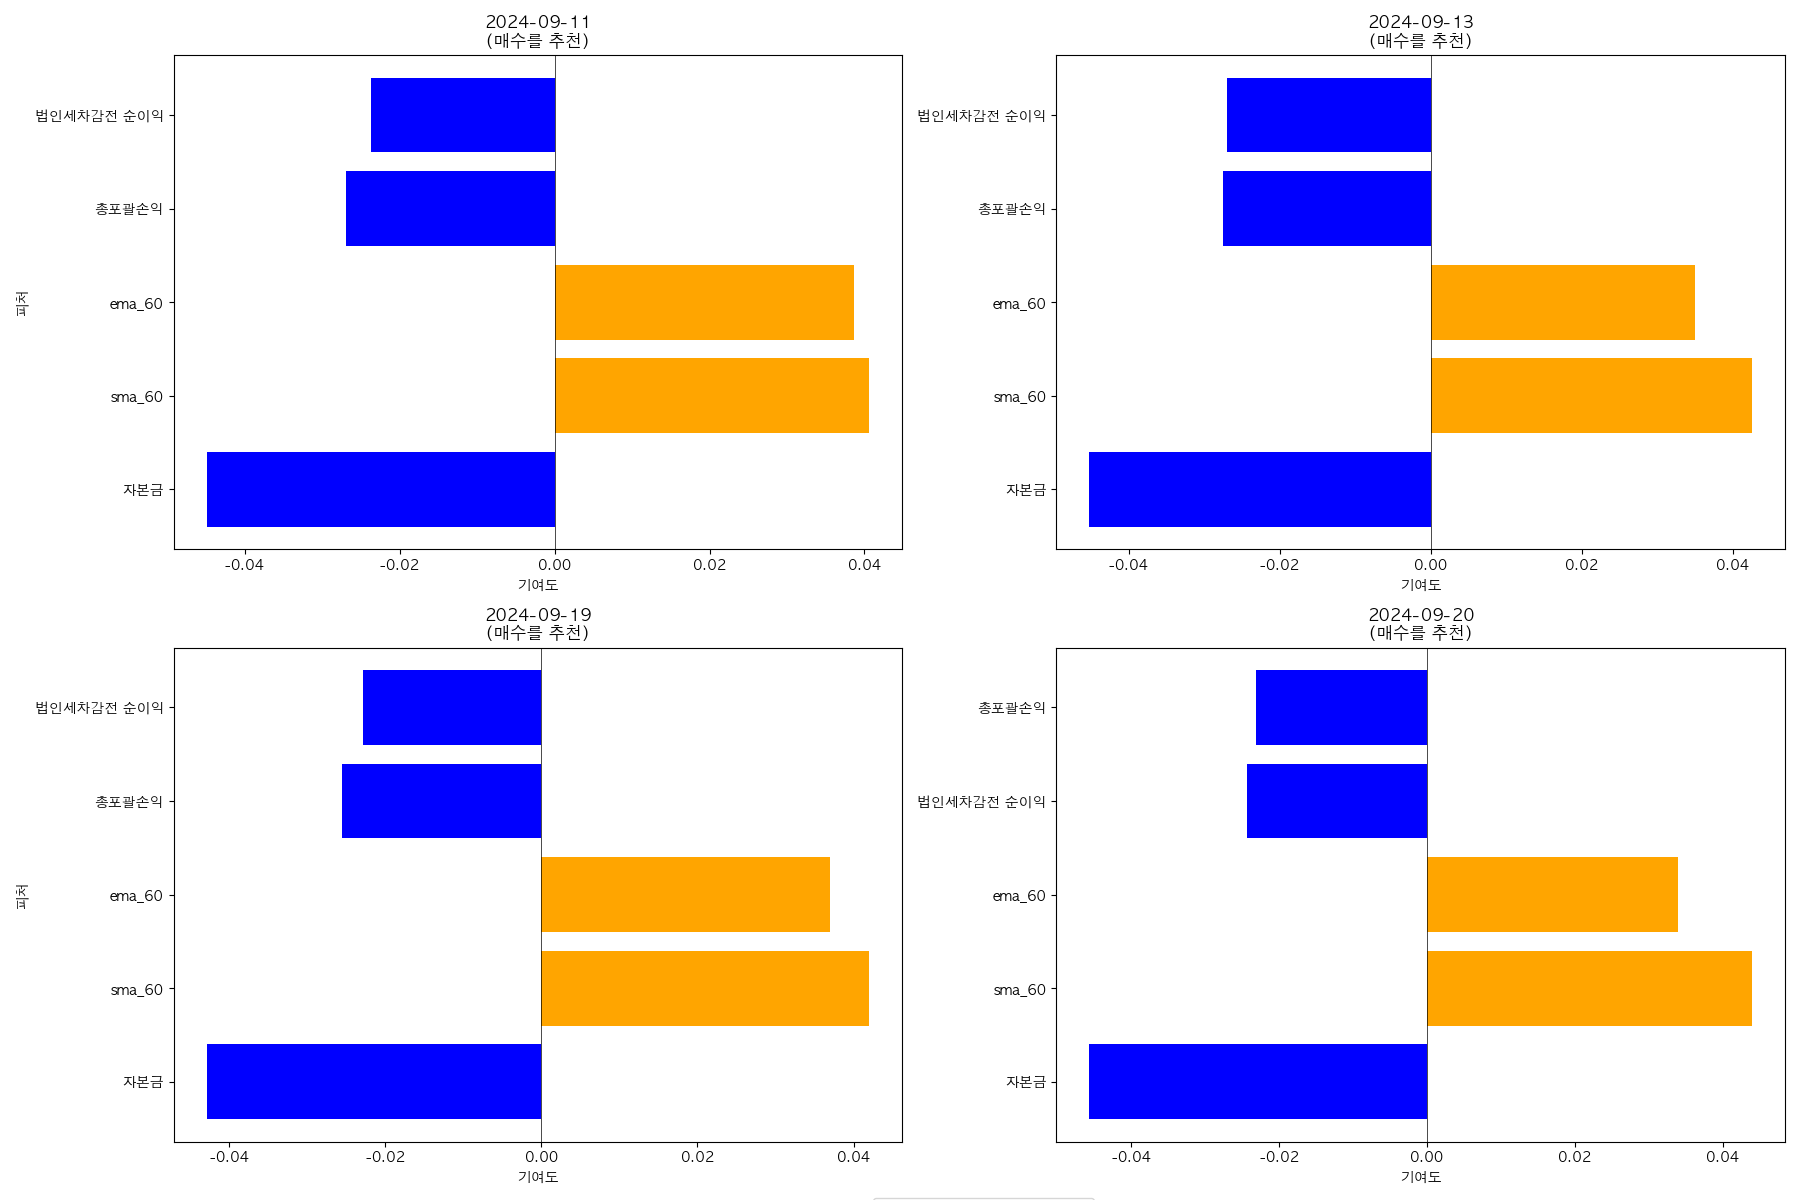 2024-09-11
(매수를 추천)
피처
법인세차감전 순이익
총포괄손익
ema_60
sma_60
자본금
-0.04 -0.02 0.00 0.02 0.04
기여도
2024-09-13
(매수를 추천)
법인세차감전 순이익
총포괄손익
ema_60
sma_60
자본금
-0.04 -0.02 0.00 0.02 0.04
기여도
2024-09-19
(매수를 추천)
피처
법인세차감전 순이익
총포괄손익
ema_60
sma_60
자본금
-0.04 -0.02 0.00 0.02 0.04
기여도
2024-09-20
(매수를 추천)
총포괄손익
법인세차감전 순이익
ema_60
sma_60
자본금
-0.04 -0.02 0.00 0.02 0.04
기여도